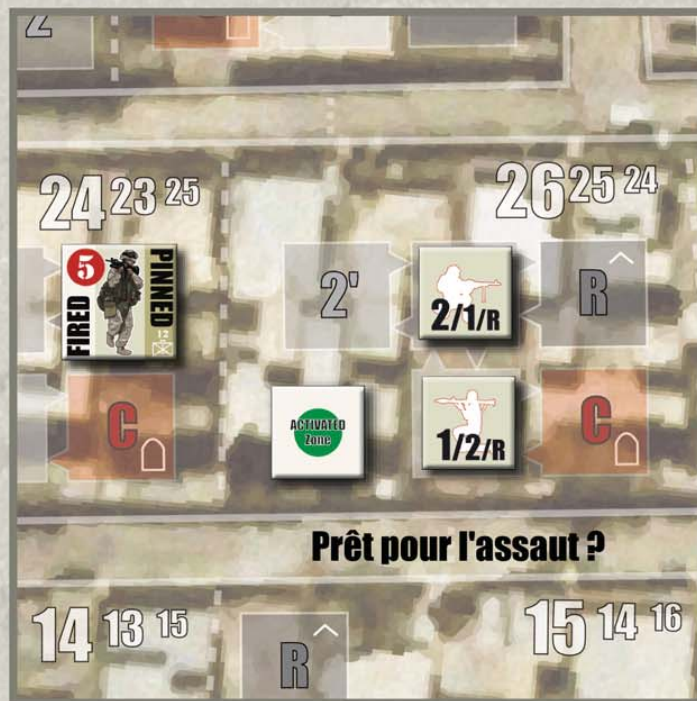 2
24 23 25
26 25 24
5
FIRED
PINNED
12
2'
2/1/R
R
C
ACTIVATED
Zone
1/2/R
C
Prêt pour l'assaut ?
14 13 15
R
15 14 16